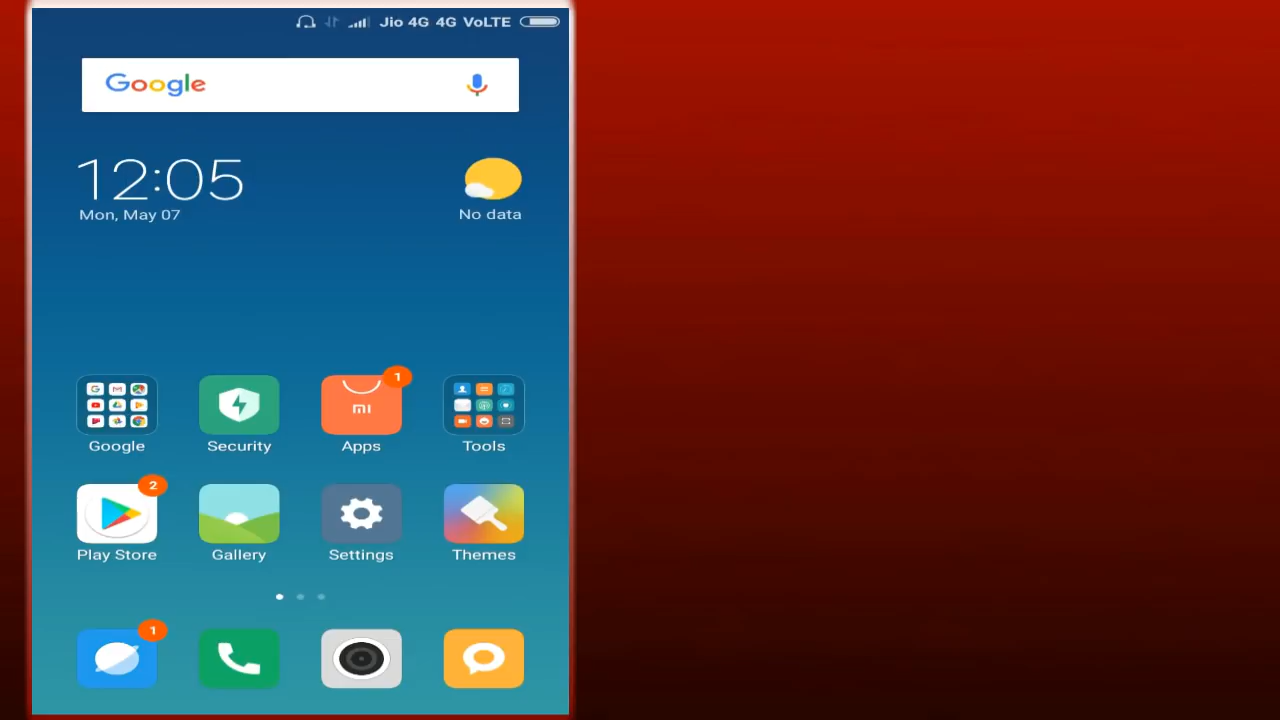 Jio 4G 4G VoLTE
Google
12:05
Mon, May 07
No data
1
mi
Google
Security
Apps
Tools
2
Play Store
Gallery
Settings
Themes
1